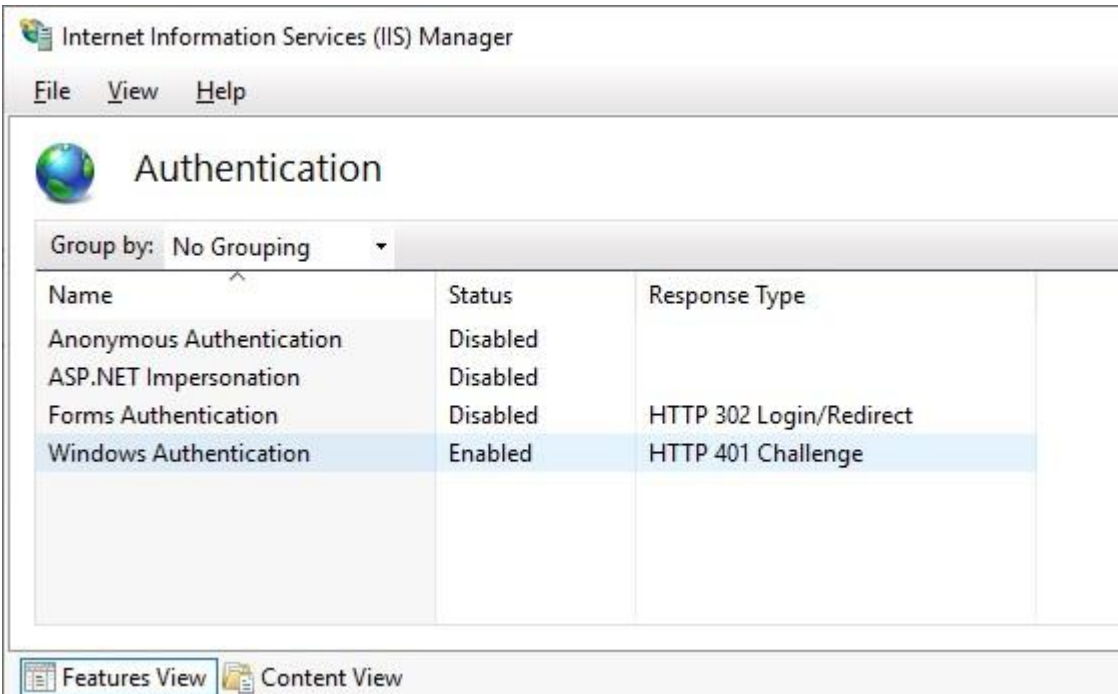 Internet Information Services (IIS) Manager
File View Help
Authentication
Group by: No Grouping
Name Status Response Type
Anonymous Authentication Disabled
ASP.NET Impersonation Disabled
Forms Authentication Disabled HTTP 302 Login/Redirect
Windows Authentication Enabled HTTP 401 Challenge
Features View Content View